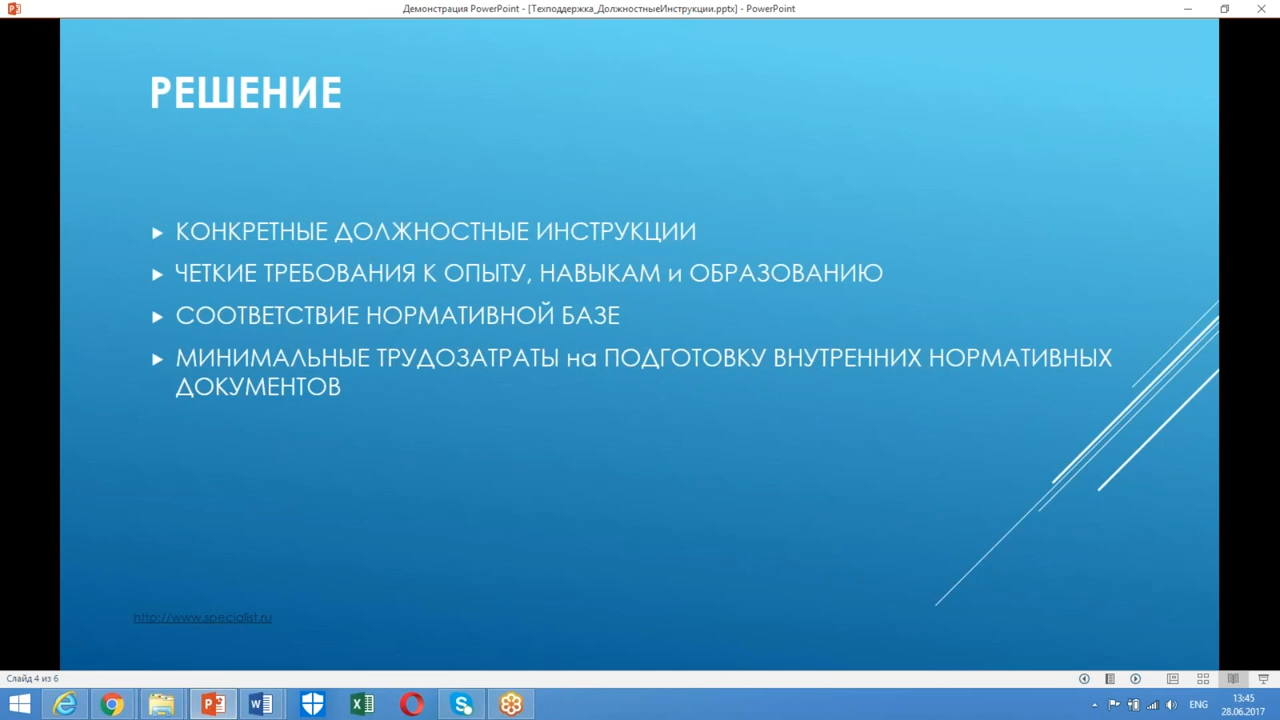 Демонстрация PowerPoint - [Техподдержка_ДолжностныеИнструкции.pptx] - PowerPoint
РЕШЕНИЕ
КОНКРЕТНЫЕ ДОЛЖНОСТНЫЕ ИНСТРУКЦИИ
ЧЕТКИЕ ТРЕБОВАНИЯ К ОПЫТУ, НАВЫКАМ и ОБРАЗОВАНИЮ
СООТВЕТСТВИЕ НОРМАТИВНОЙ БАЗЕ
МИНИМАЛЬНЫЕ ТРУДОЗАТРАТЫ на ПОДГОТОВКУ ВНУТРЕННИХ НОРМАТИВНЫХ
ДОКУМЕНТОВ
http://www.specialist.ru
Слайд 4 из 6
ENG
13:45
28.06.2017